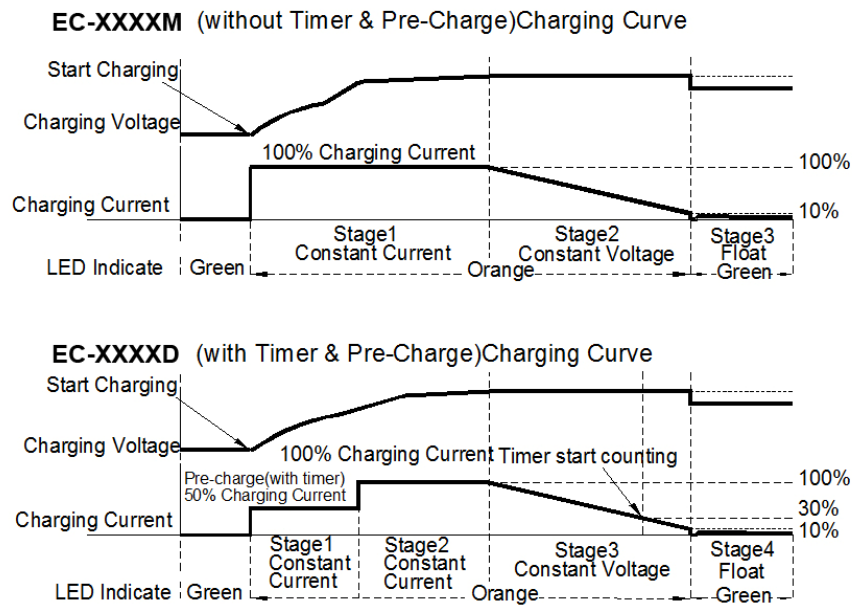 EC-XXXXM (without Timer & Pre-Charge)Charging Curve
Start Charging
Charging Voltage
100% Charging Current
100%
Charging Current
10%
Stage1
Constant Current
Stage2
Constant Voltage
Stage3
Float
LED Indicate
Green
Orange
Green
EC-XXXXD (with Timer & Pre-Charge)Charging Curve
Start Charging
Charging Voltage
100% Charging Current
Timer start counting
Pre-charge(with timer)
50% Charging Current
100%
30%
Charging Current
10%
Stage1
Constant
Current
Stage2
Constant
Current
Stage3
Constant Voltage
Stage4
Float
LED Indicate
Green
Orange
Green